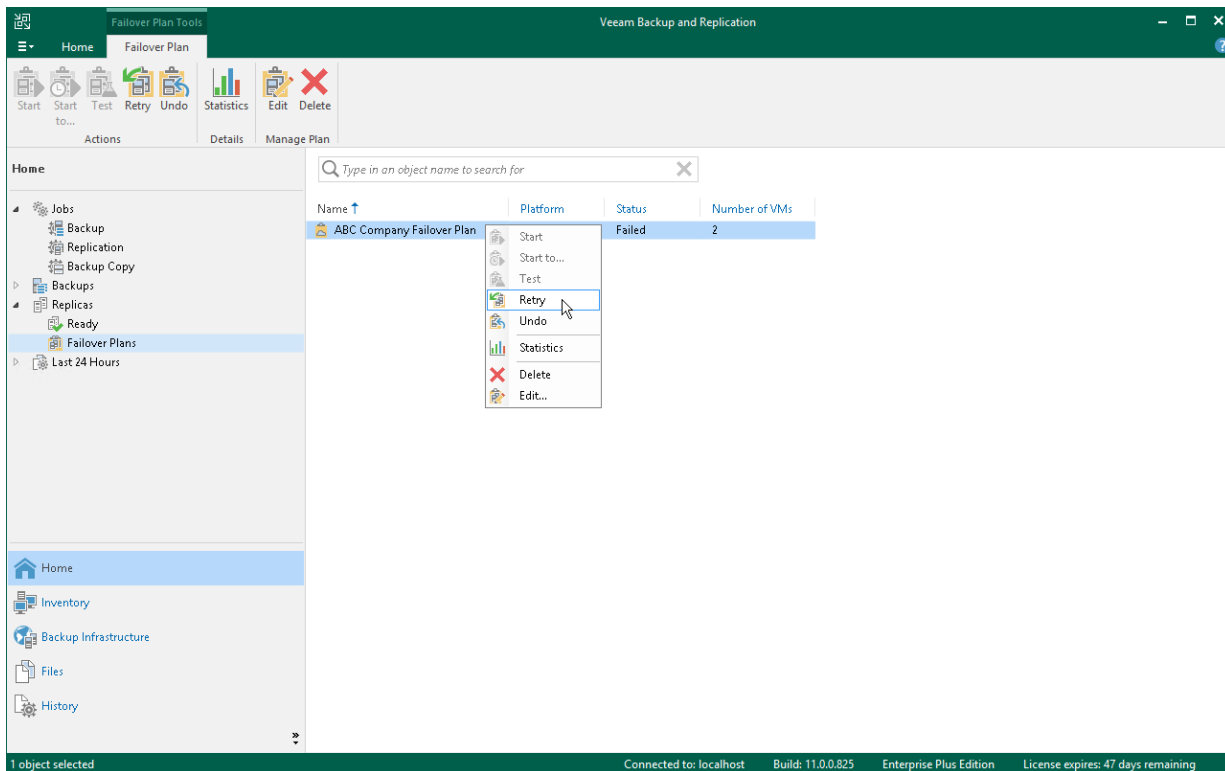 Failover Plan Tools
Veeam Backup and Replication
Home
Failover Plan
Start
Start to...
Test
Retry
Undo
Statistics
Edit
Delete
Actions
Details
Manage Plan
Home
Type in an object name to search for
Jobs
Backup
Replication
Backup Copy
Backups
Replicas
Ready
Failover Plans
Last 24 Hours
Name Platform Status Number of VMs
ABC Company Failover Plan Failed 2
Start
Start to...
Test
Retry
Undo
Statistics
Delete
Edit...
Home
Inventory
Backup Infrastructure
Files
History
1 object selected
Connected to: localhost
Build: 11.0.0.825
Enterprise Plus Edition
License expires: 47 days remaining